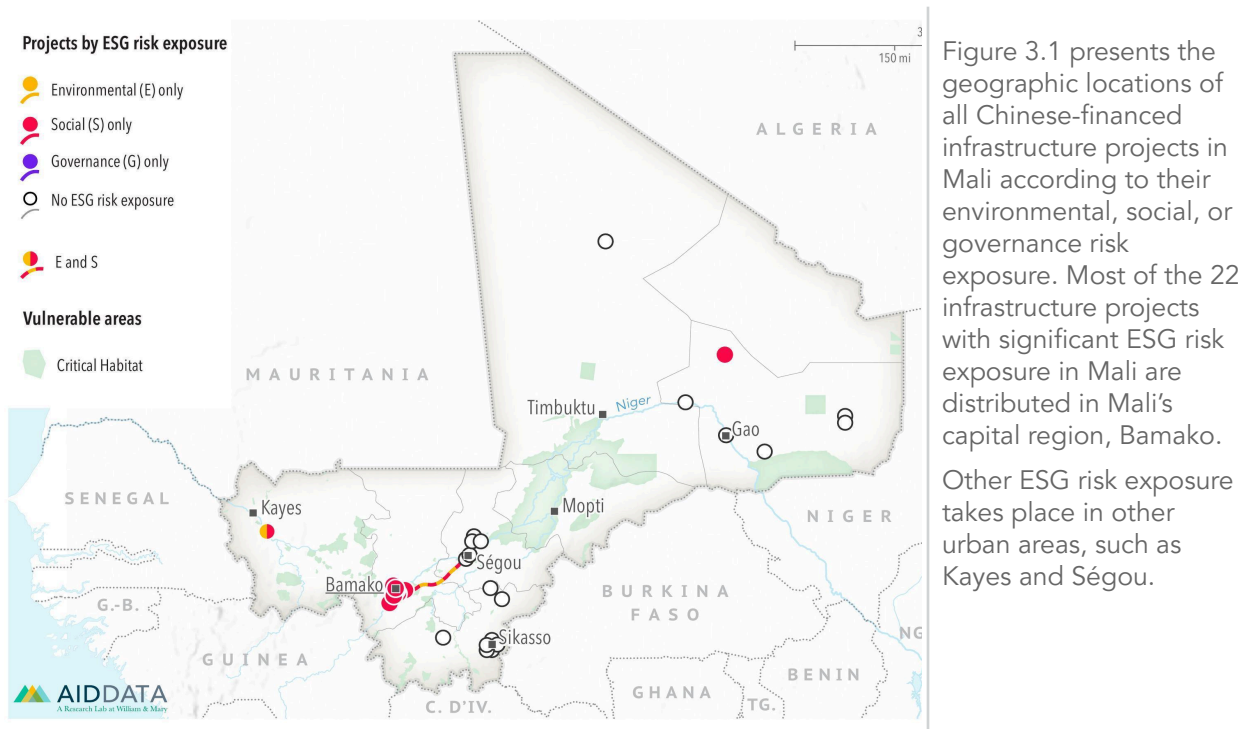 Projects by ESG risk exposure
Environmental (E) only
Social (S) only
Governance (G) only
No ESG risk exposure
E and S
Vulnerable areas
Critical Habitat
3
150 mi
ALGERIA
MAURITANIA
Timbuktu
Niger
Gao
SENEGAL
Kayes
Mopti
NIGER
Ségou
Bamako
BURKINA
FASO
G.-B.
Sikasso
NG
GUINEA
BENIN
GHANA
TG.
C. D'IV.
AIDDATA
A Research Lab at William & Mary
Figure 3.1 presents the
geographic locations of
all Chinese-financed
infrastructure projects in
Mali according to their
environmental, social, or
governance risk
exposure. Most of the 22
infrastructure projects
with significant ESG risk
exposure in Mali are
distributed in Mali’s
capital region, Bamako.
Other ESG risk exposure
takes place in other
urban areas, such as
Kayes and Ségou.